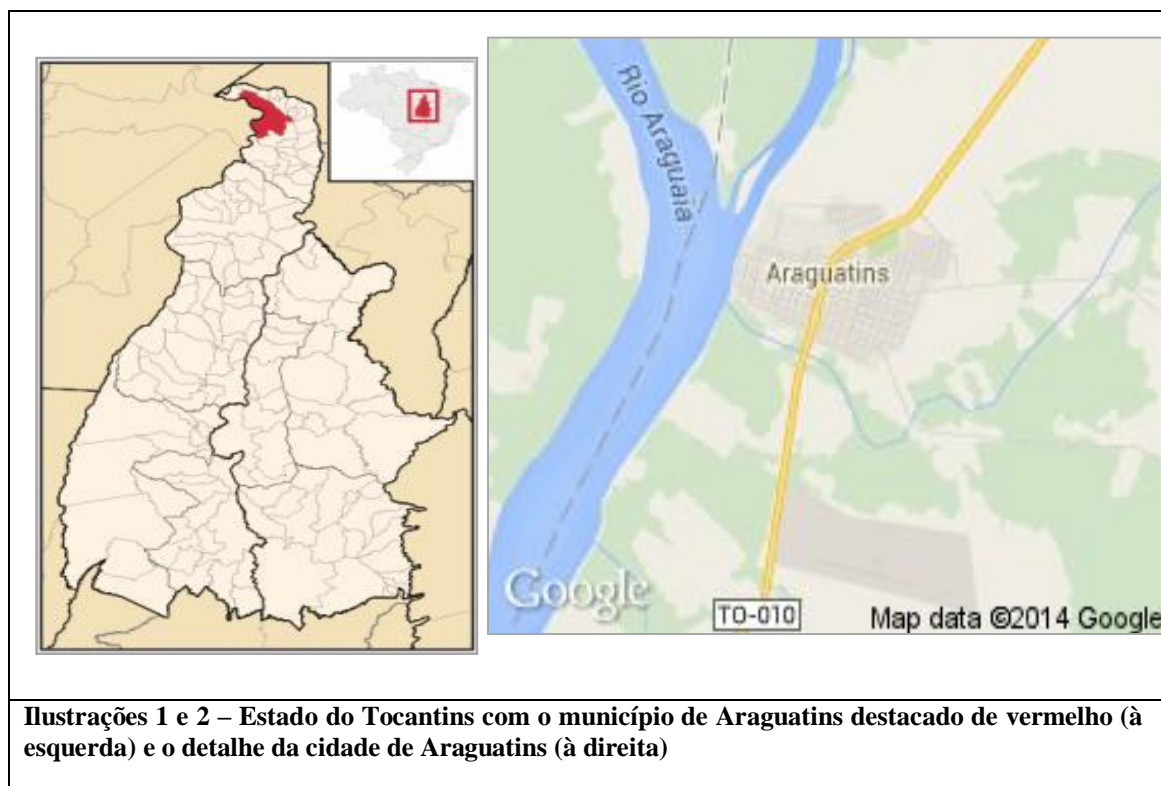 Rio Araguaia
Araguatins
Google
TO-010
Map data ©2014 Google
Ilustrações 1 e 2 – Estado do Tocantins com o município de Araguatins destacado de vermelho (à
esquerda) e o detalhe da cidade de Araguatins (à direita)